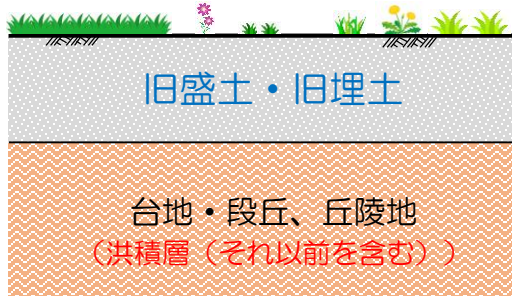 旧盛土・旧埋土
台地・段丘、丘陵地
（洪積層（それ以前を含む））